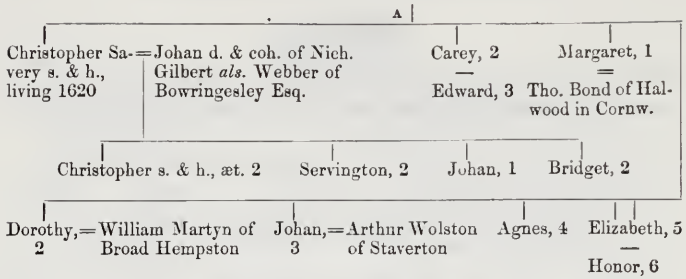 A
Christopher Sa-=Johan d. & coh. of Nich. Carey, 2 Margaret, 1
very s. & h., Gilbert als. Webber of — =
living 1620 Bowringesley Esq. Edward, 3 Tho. Bond of Hal-
wood in Cornw.
Christopher s. & h., æt. 2 Servington, 2 Johan, 1 Bridget, 2
Dorothy,=William Martyn of Johan,=Arthur Wolston Agnes, 4 Elizabeth, 5
2 Broad Hempston 3 of Staverton —
Honor, 6